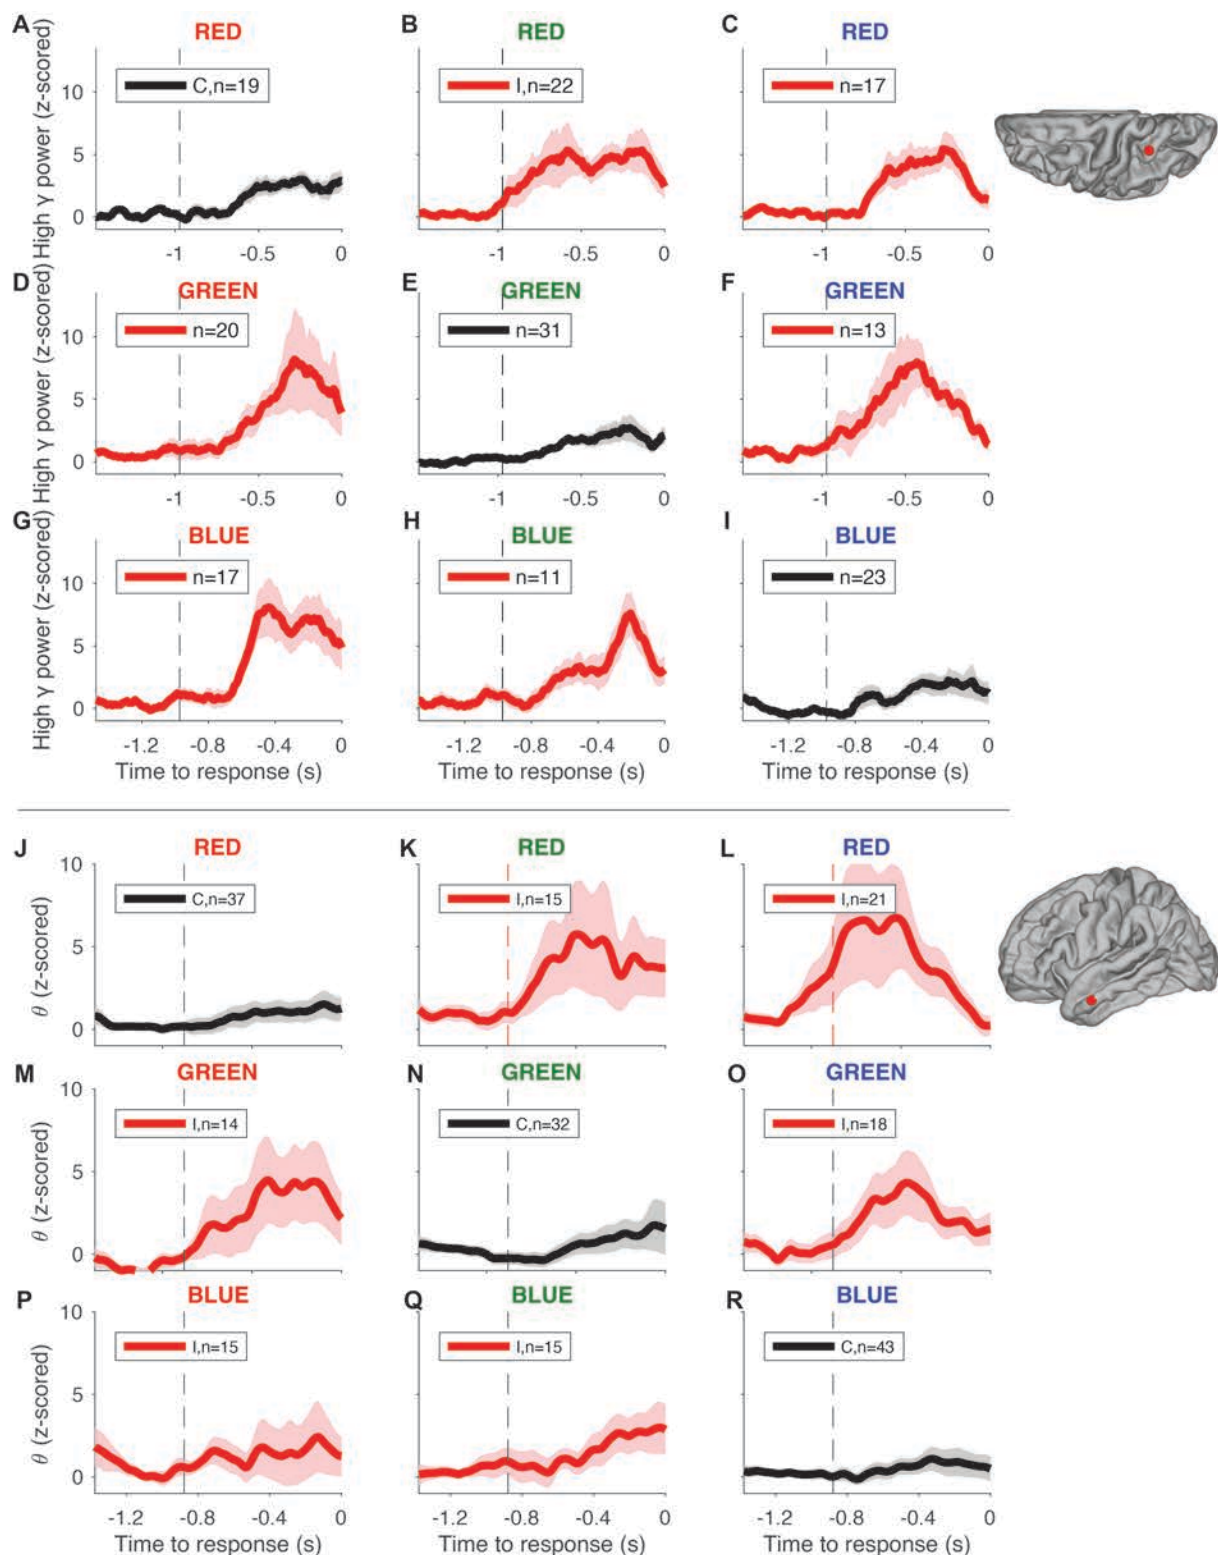 A RED B RED C RED
High γ power (z-scored)
10
5
0
C,n=19
I,n=22
n=17
-1 -0.5 0 -1 -0.5 0 -1 -0.5 0
D GREEN E GREEN F GREEN
High γ power (z-scored)
10
5
0
n=20
n=31
n=13
-1 -0.5 0 -1 -0.5 0 -1 -0.5 0
G BLUE H BLUE I BLUE
High γ power (z-scored)
10
5
0
n=17
n=11
n=23
-1.2 -0.8 -0.4 0 -1.2 -0.8 -0.4 0 -1.2 -0.8 -0.4 0
Time to response (s) Time to response (s) Time to response (s)
J RED K RED L RED
θ (z-scored)
10
5
0
C,n=37
I,n=15
I,n=21
M GREEN N GREEN O GREEN
θ (z-scored)
10
5
0
I,n=14
C,n=32
I,n=18
P BLUE Q BLUE R BLUE
θ (z-scored)
10
5
0
I,n=15
I,n=15
C,n=43
-1.2 -0.8 -0.4 0 -1.2 -0.8 -0.4 0 -1.2 -0.8 -0.4 0
Time to response (s) Time to response (s) Time to response (s)